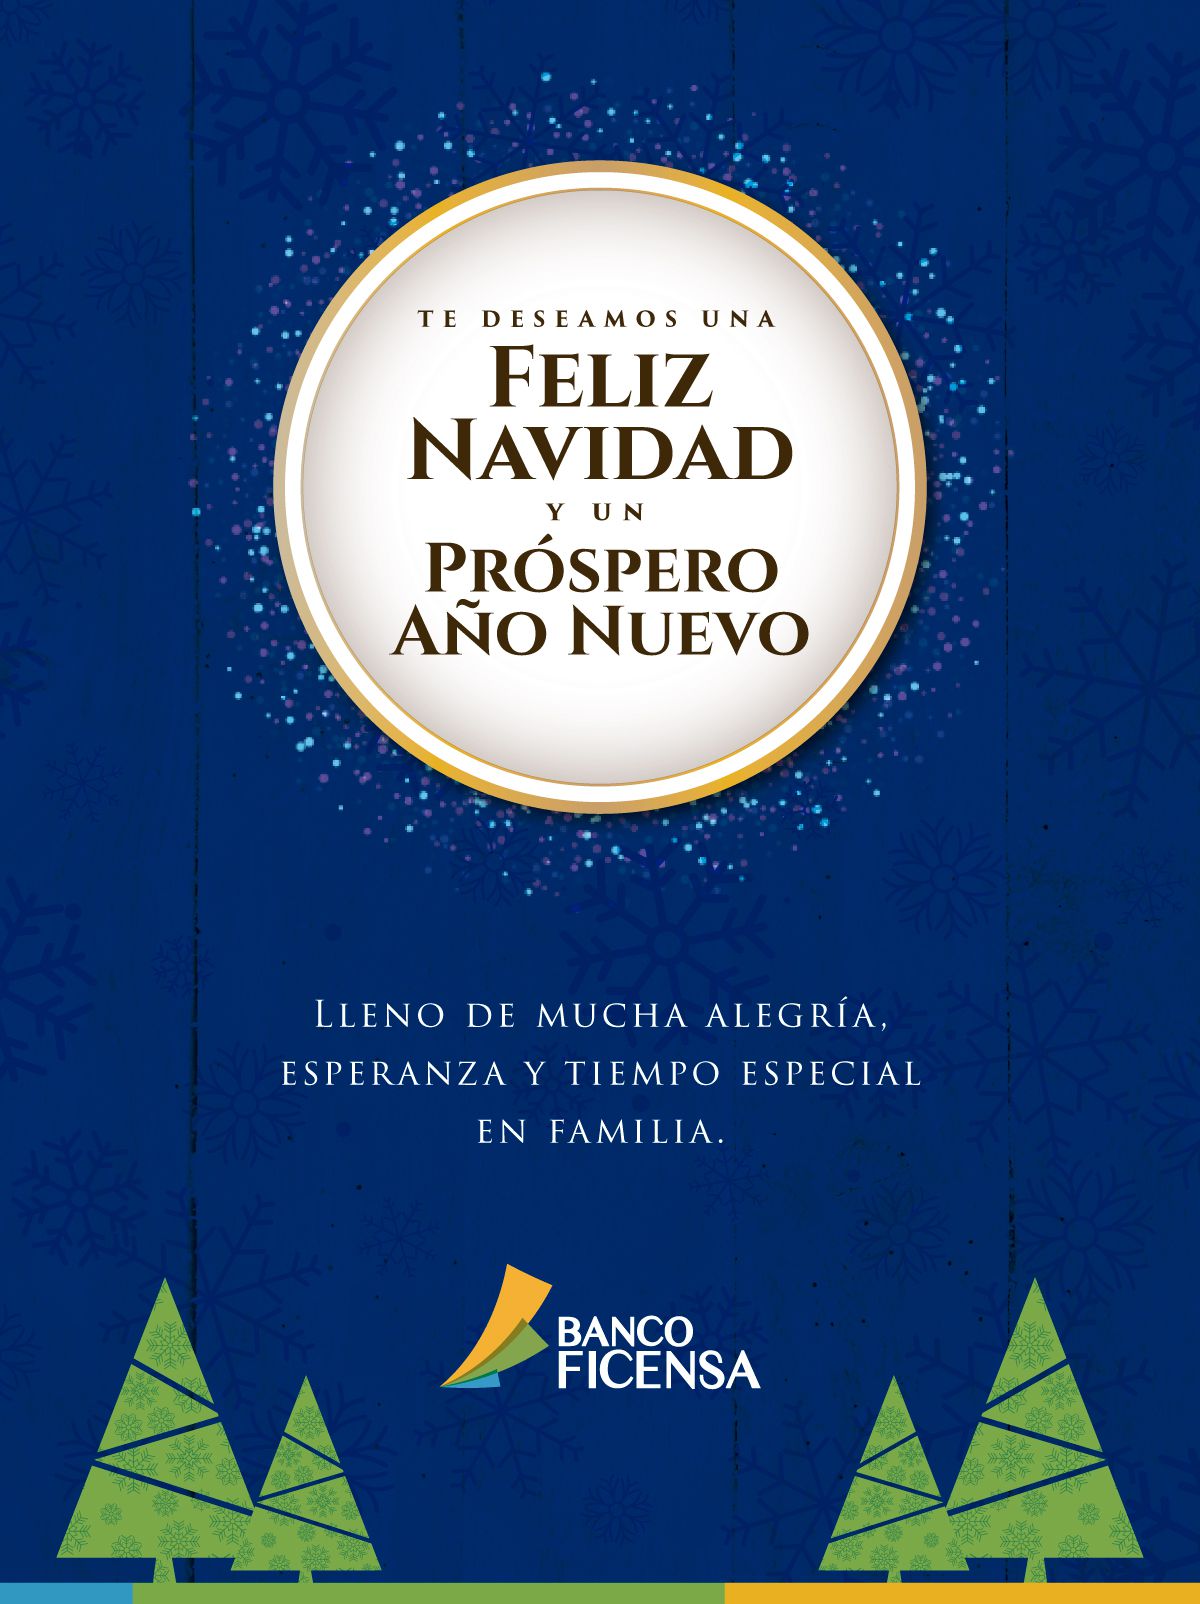 TE DESEAMOS UNA
FELIZ
NAVIDAD
Y UN
PRÓSPERO
AÑO NUEVO
LLENO DE MUCHA ALEGRÍA,
ESPERANZA Y TIEMPO ESPECIAL
EN FAMILIA.
BANCO
FICENSA